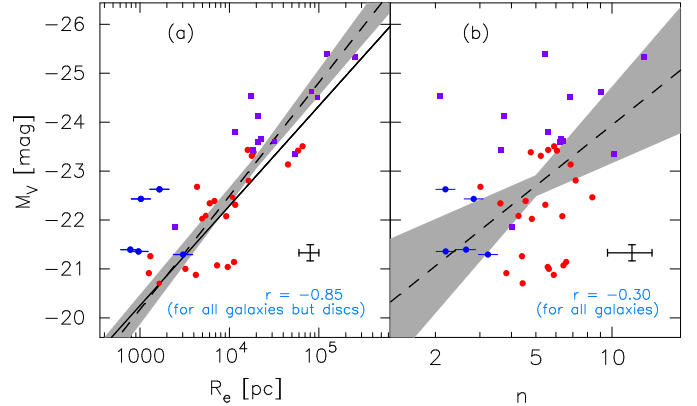 (a)
(b)
M_V [mag]
−26
−25
−24
−23
−22
−21
−20
r = −0.85
(for all galaxies but discs)
r = −0.30
(for all galaxies)
1000
10^4
10^5
2
5
10
R_e [pc]
n